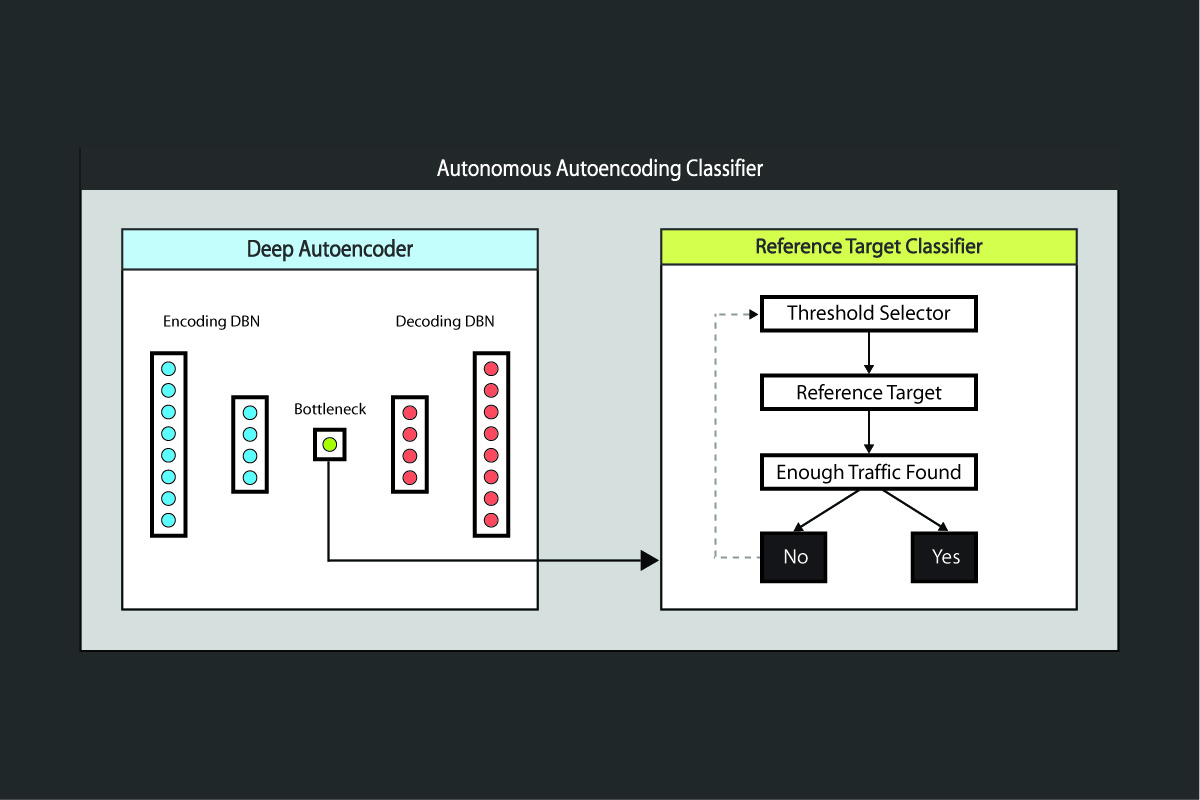 Autonomous Autoencoding Classifier
Deep Autoencoder
Encoding DBN
Decoding DBN
Bottleneck
Reference Target Classifier
Threshold Selector
Reference Target
Enough Traffic Found
No
Yes